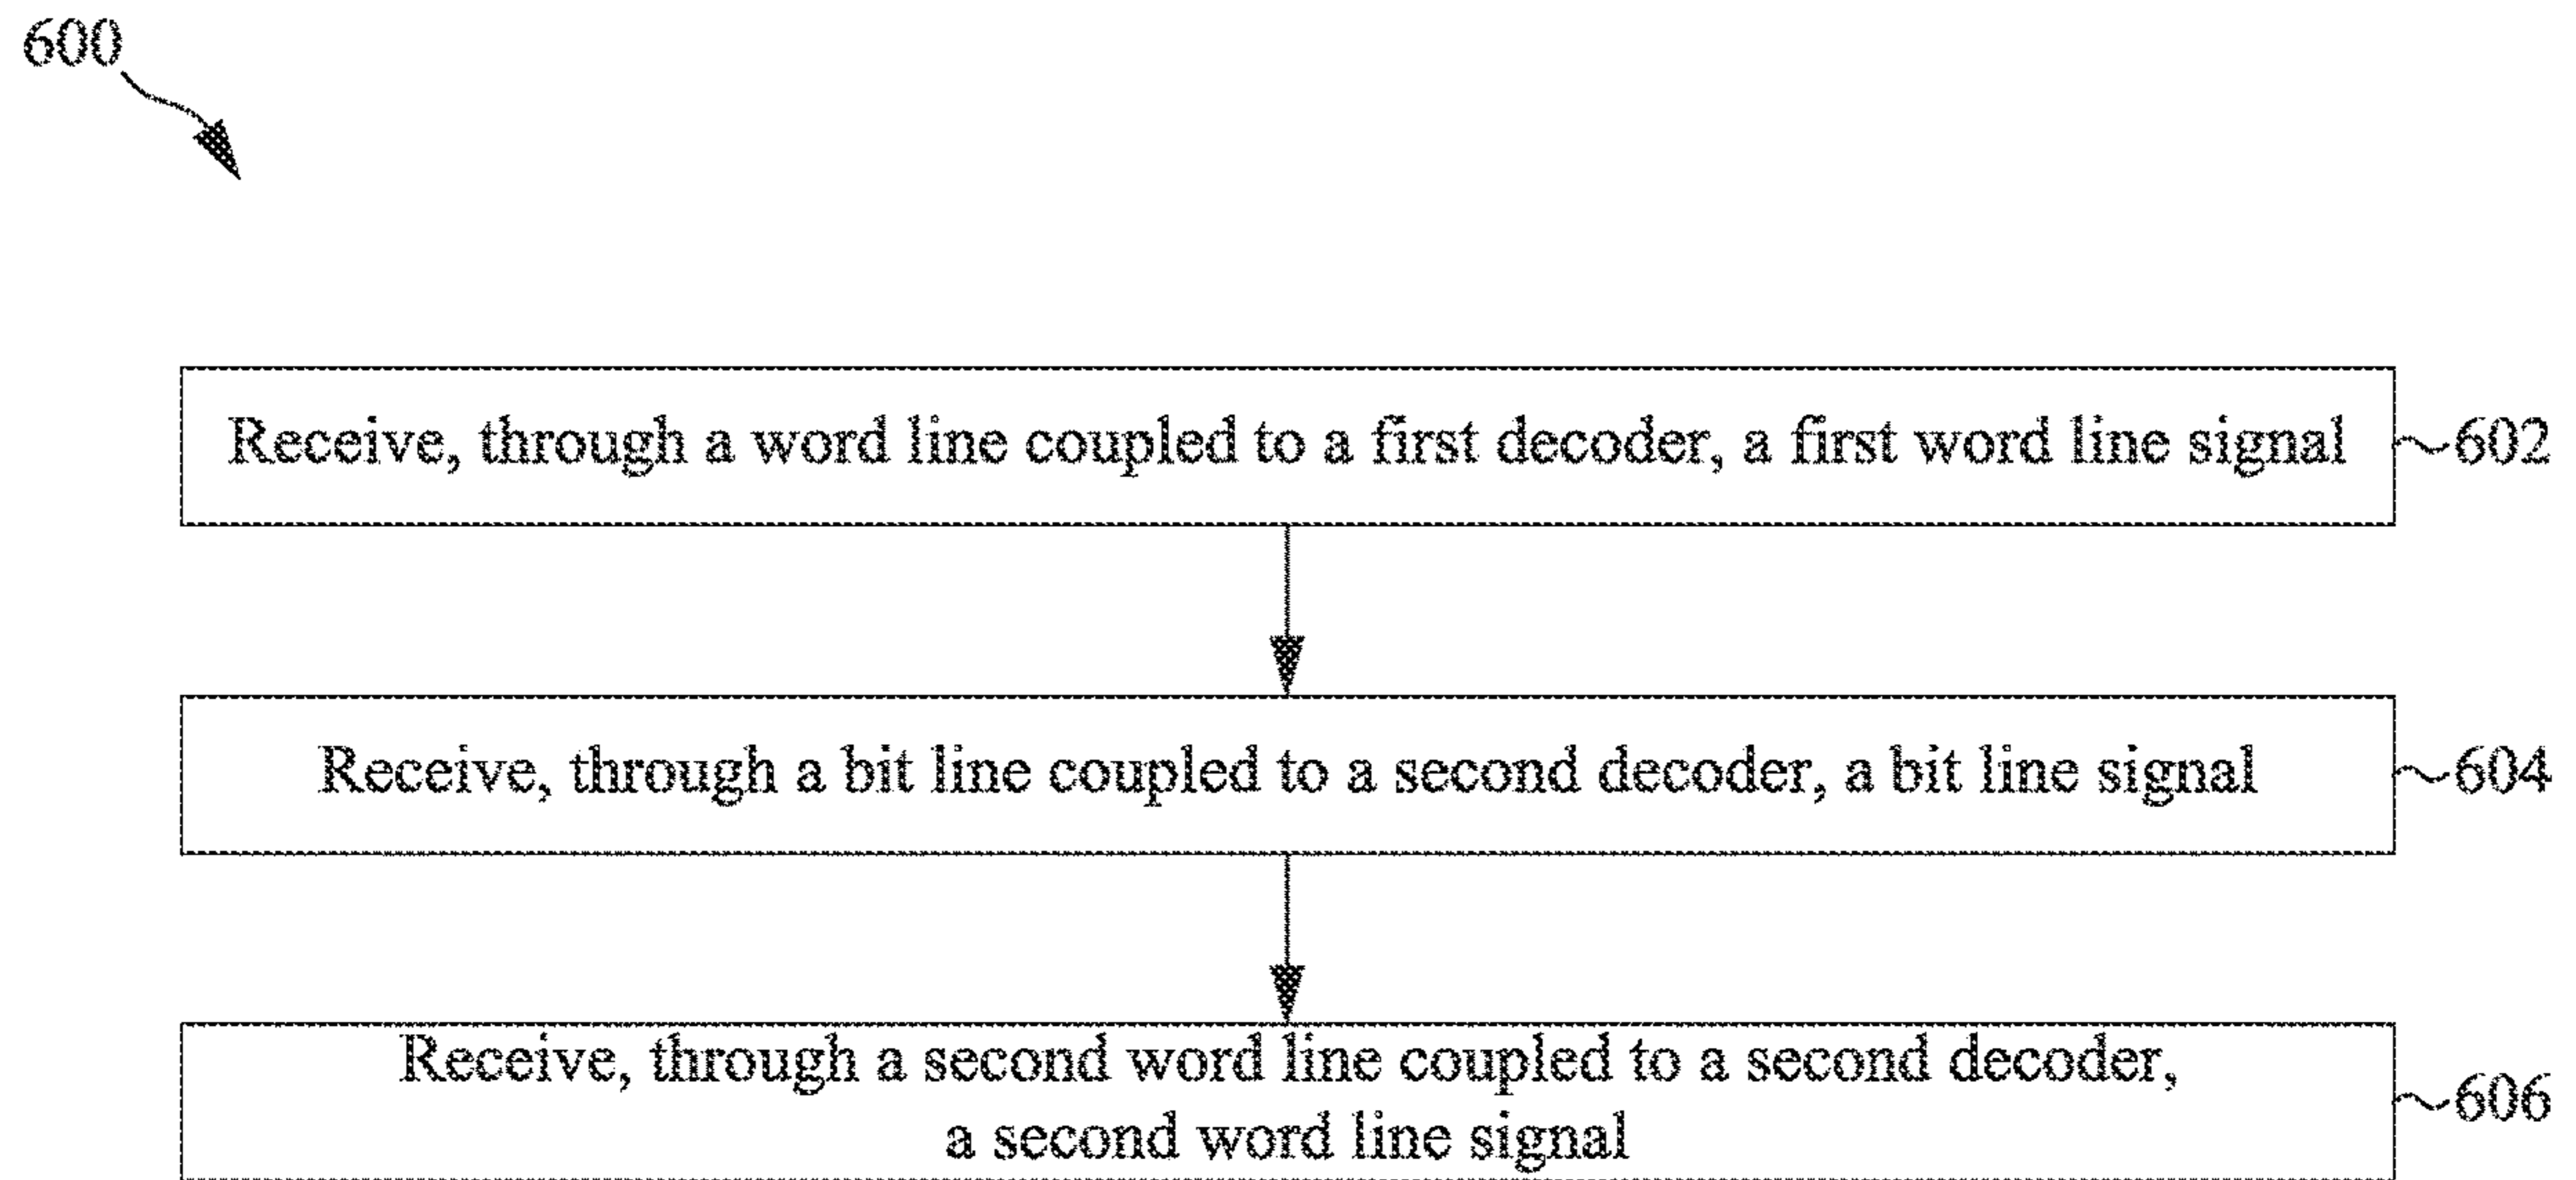 600
Receive, through a word line coupled to a first decoder, a first word line signal
602
Receive, through a bit line coupled to a second decoder, a bit line signal
604
Receive, through a second word line coupled to a second decoder,
a second word line signal
606